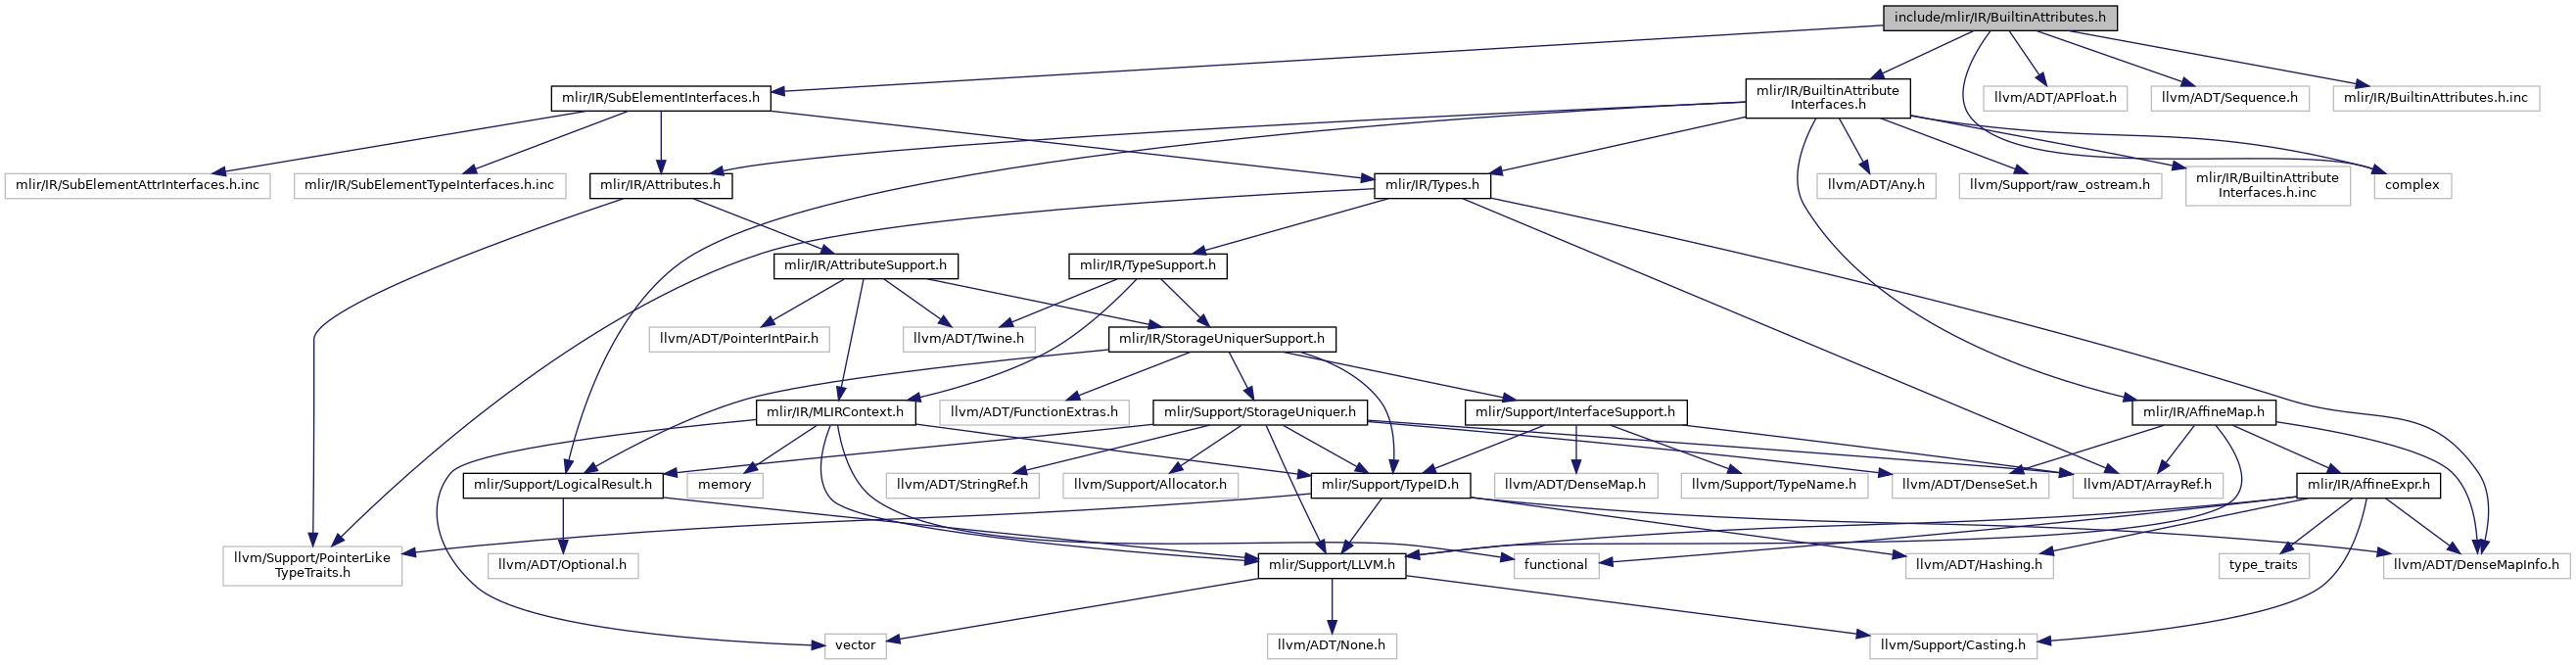 include/mlir/IR/BuiltinAttributes.h
mlir/IR/SubElementInterfaces.h
mlir/IR/BuiltinAttribute
Interfaces.h
llvm/ADT/APFloat.h
llvm/ADT/Sequence.h
mlir/IR/BuiltinAttributes.h.inc
mlir/IR/SubElementAttrInterfaces.h.inc
mlir/IR/SubElementTypeInterfaces.h.inc
mlir/IR/Attributes.h
mlir/IR/Types.h
llvm/ADT/Any.h
llvm/Support/raw_ostream.h
mlir/IR/BuiltinAttribute
Interfaces.h.inc
complex
mlir/IR/AttributeSupport.h
mlir/IR/TypeSupport.h
llvm/ADT/PointerIntPair.h
llvm/ADT/Twine.h
mlir/IR/StorageUniquerSupport.h
mlir/IR/MLIRContext.h
llvm/ADT/FunctionExtras.h
mlir/Support/StorageUniquer.h
mlir/Support/InterfaceSupport.h
mlir/IR/AffineMap.h
mlir/Support/LogicalResult.h
memory
llvm/ADT/StringRef.h
llvm/Support/Allocator.h
mlir/Support/TypeID.h
llvm/ADT/DenseMap.h
llvm/Support/TypeName.h
llvm/ADT/DenseSet.h
llvm/ADT/ArrayRef.h
mlir/IR/AffineExpr.h
llvm/Support/PointerLike
TypeTraits.h
llvm/ADT/Optional.h
mlir/Support/LLVM.h
functional
llvm/ADT/Hashing.h
type_traits
llvm/ADT/DenseMapInfo.h
vector
llvm/ADT/None.h
llvm/Support/Casting.h